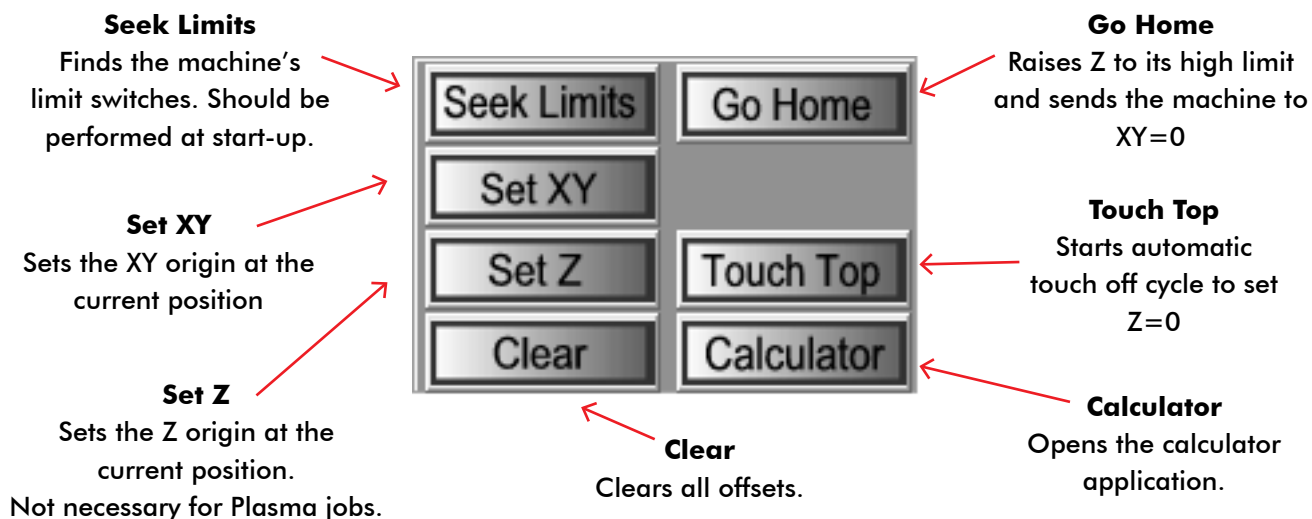 Seek Limits
Finds the machine's
limit switches. Should be
performed at start-up.
Set XY
Sets the XY origin at the
current position
Set Z
Sets the Z origin at the
current position.
Not necessary for Plasma jobs.
Seek Limits
Go Home
Set XY
Set Z
Touch Top
Clear
Calculator
Clear
Clears all offsets.
Go Home
Raises Z to its high limit
and sends the machine to
XY=0
Touch Top
Starts automatic
touch off cycle to set
Z=0
Calculator
Opens the calculator
application.